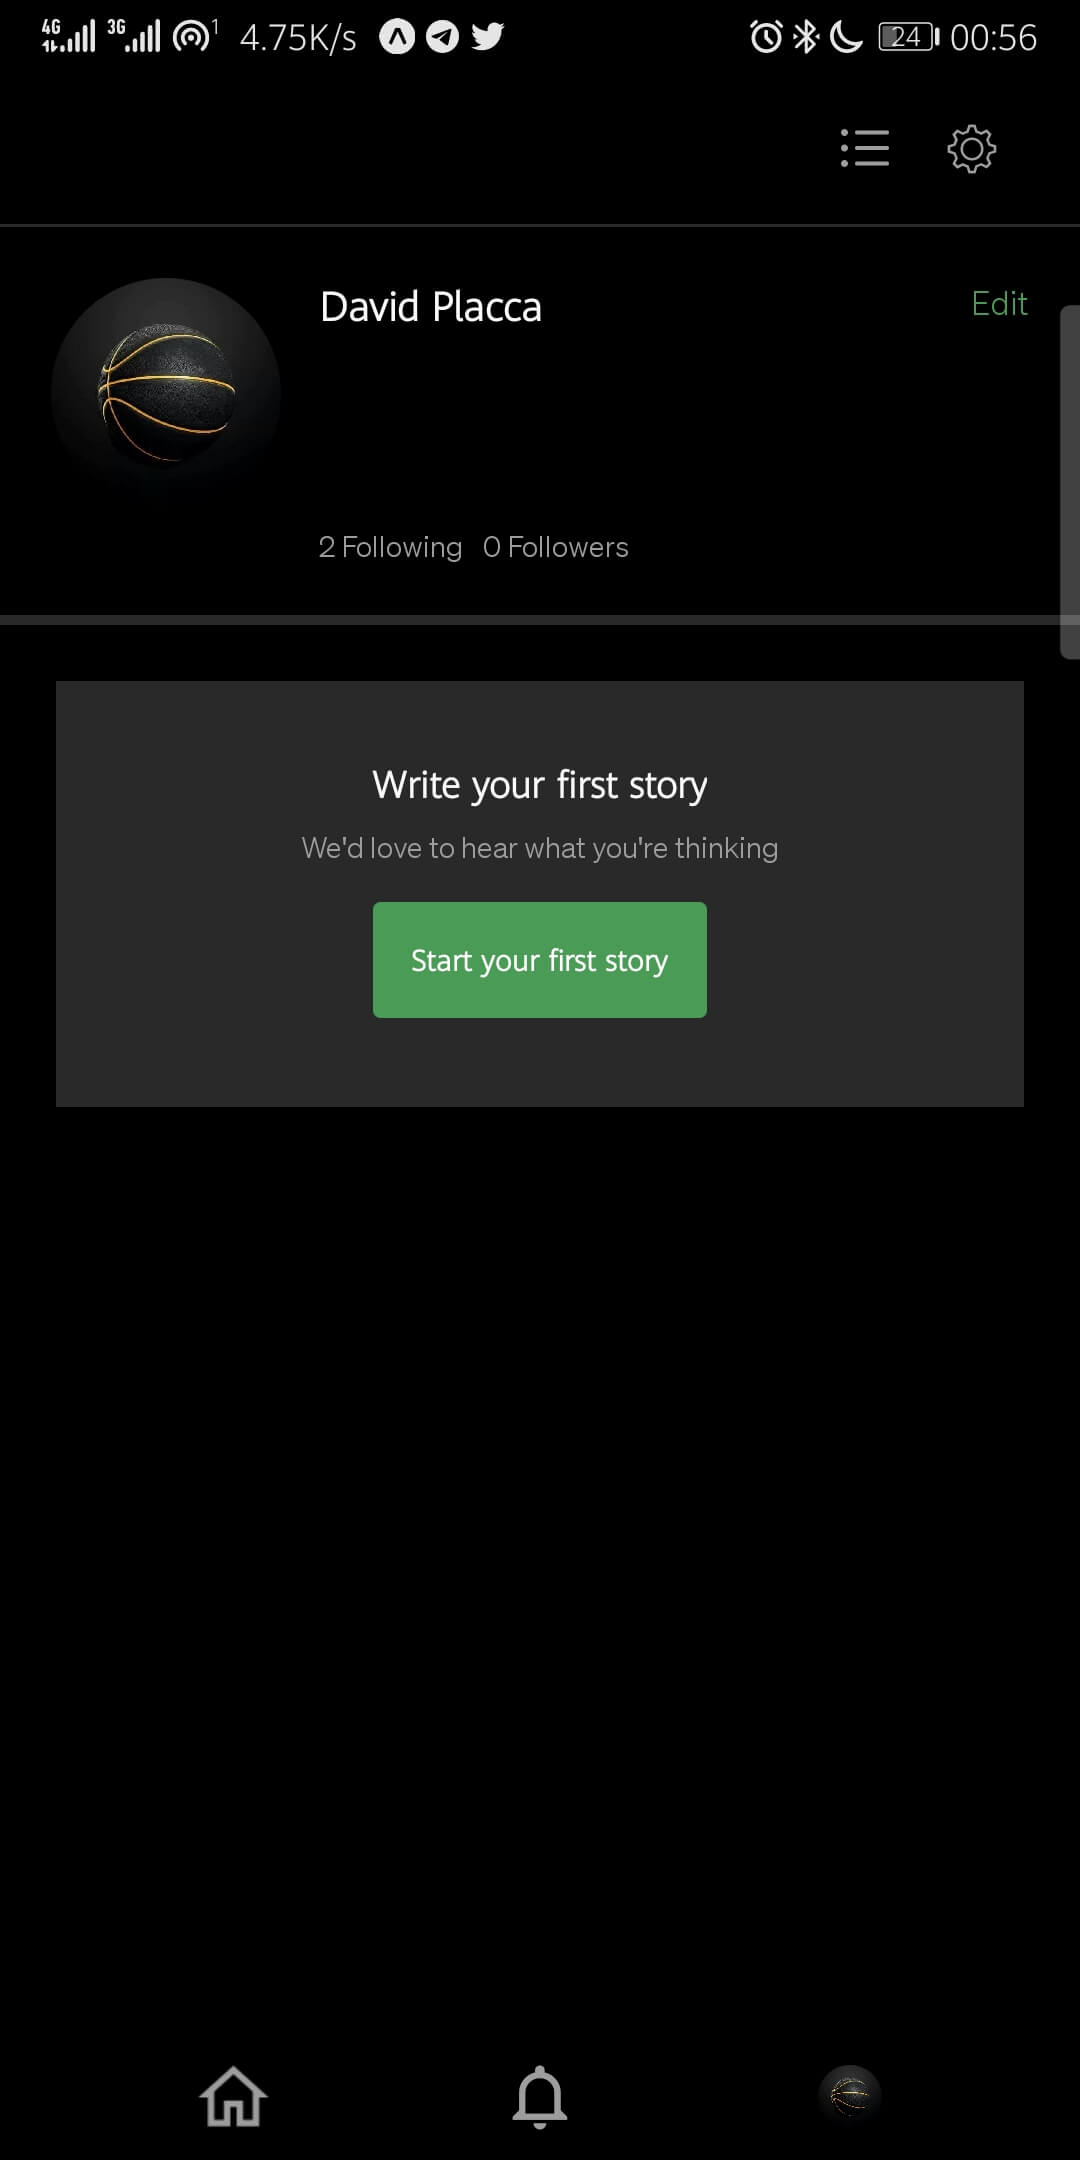 4G 3G 1 4.75K/s 24 00:56
David Placca
Edit
2 Following 0 Followers
Write your first story
We'd love to hear what you're thinking
Start your first story